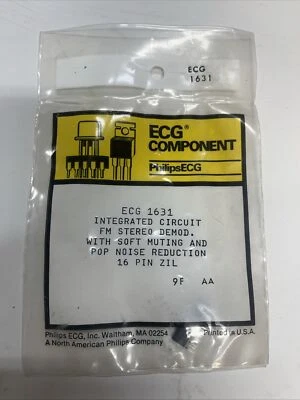 ECG
1631
ECG®
COMPONENT
PhilipsECG
ECG 1631
INTEGRATED CIRCUIT
FM STEREO DEMOD.
WITH SOFT MUTING AND
POP NOISE REDUCTION
16 PIN ZIL
9F AA
Philips ECG, Inc. Waltham, MA 02254
Printed in U.S.A.
A North American Philips Company